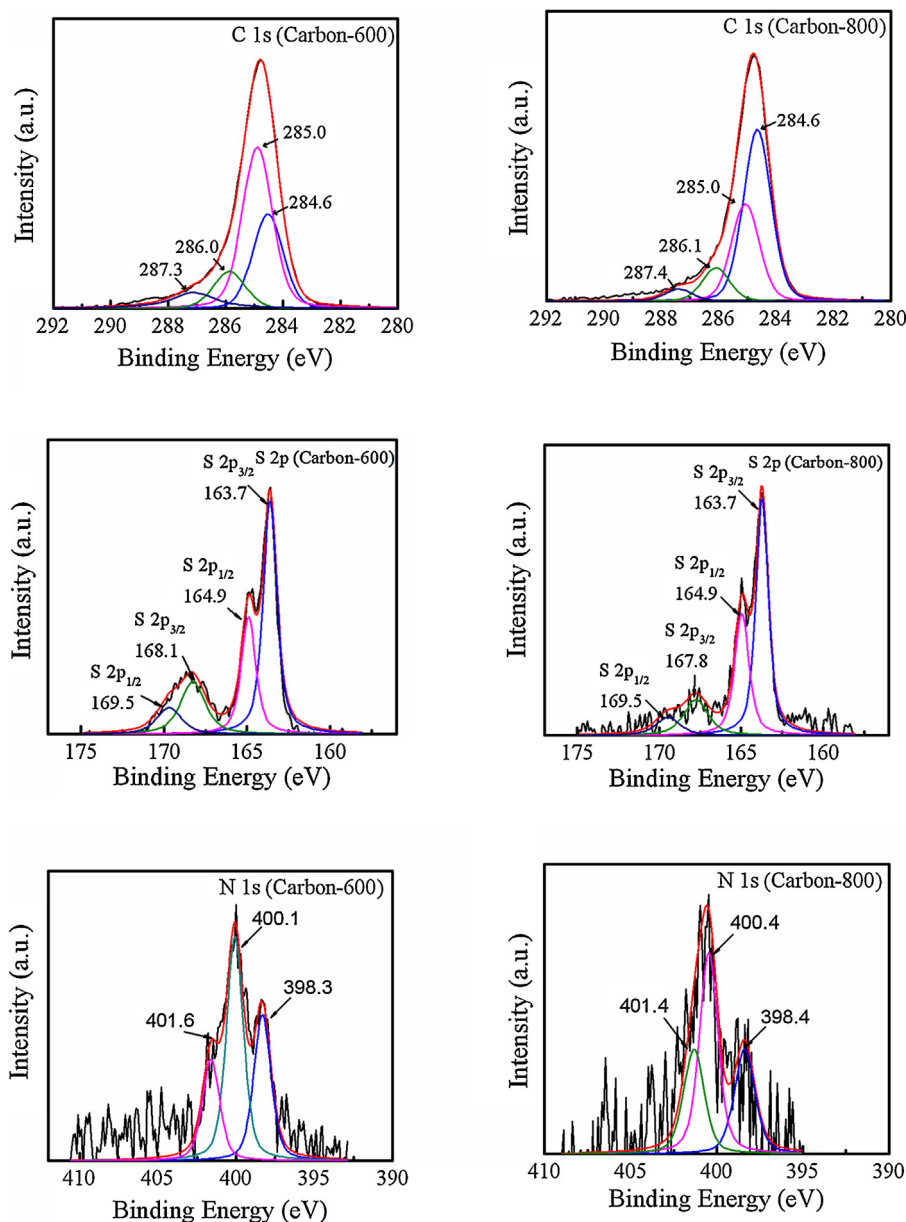 C 1s (Carbon-600)
285.0
284.6
286.0
287.3
292 290 288 286 284 282 280
Binding Energy (eV)
Intensity (a.u.)
C 1s (Carbon-800)
284.6
285.0
286.1
287.4
292 290 288 286 284 282 280
Binding Energy (eV)
Intensity (a.u.)
S 2p3/2 S 2p (Carbon-600)
163.7
S 2p1/2
164.9
S 2p3/2
168.1
S 2p1/2
169.5
175 170 165 160
Binding Energy (eV)
Intensity (a.u.)
S 2p (Carbon-800)
S 2p3/2
163.7
S 2p1/2
164.9
S 2p3/2
167.8
S 2p1/2
169.5
175 170 165 160
Binding Energy (eV)
Intensity (a.u.)
N 1s (Carbon-600)
400.1
398.3
401.6
410 405 400 395 390
Binding Energy (eV)
Intensity (a.u.)
N 1s (Carbon-800)
400.4
401.4
398.4
410 405 400 395 390
Binding Energy (eV)
Intensity (a.u.)